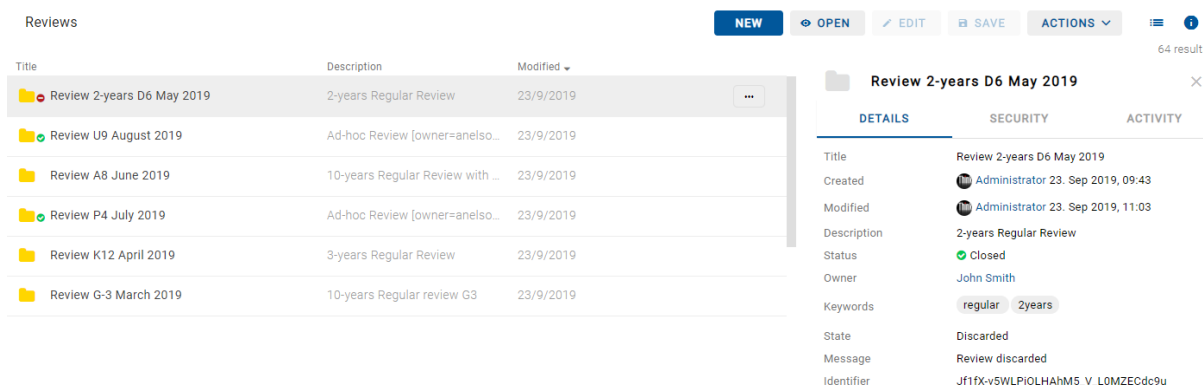 Reviews
NEW
OPEN
EDIT
SAVE
ACTIONS
64 result
Title Description Modified
Review 2-years D6 May 2019 2-years Regular Review 23/9/2019
Review U9 August 2019 Ad-hoc Review [owner=anelso... 23/9/2019
Review A8 June 2019 10-years Regular Review with ... 23/9/2019
Review P4 July 2019 Ad-hoc Review [owner=anelso... 23/9/2019
Review K12 April 2019 3-years Regular Review 23/9/2019
Review G-3 March 2019 10-years Regular review G3 23/9/2019
Review 2-years D6 May 2019
DETAILS SECURITY ACTIVITY
Title Review 2-years D6 May 2019
Created Administrator 23. Sep 2019, 09:43
Modified Administrator 23. Sep 2019, 11:03
Description 2-years Regular Review
Status Closed
Owner John Smith
Keywords regular 2years
State Discarded
Message Review discarded
Identifier Jf1fX-v5WLPiOLHAhM5_V_L0MZECdc9u